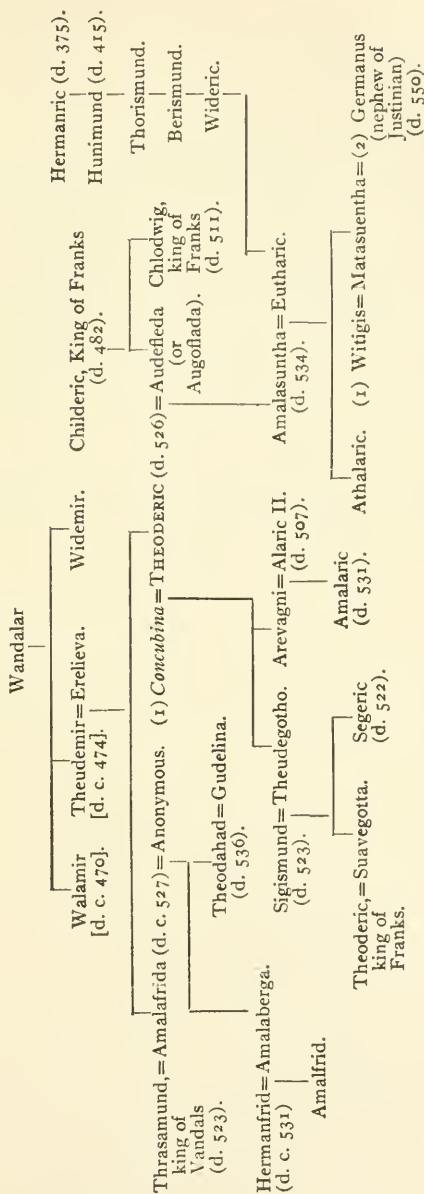 Wandalar
Walamir
[d. c. 470].
Theudemir=Erelieva.
[d. c. 474].
Widemir.
Childeric, King of Franks
(d. 482).
Hermanric (d. 375).
Hunimund (d. 415).
Thorismund.
Berismund.
Wideric.
Thrasamund,=Amalafrida (d. c. 527)=Anonymous.
king of
Vandals
(d. 523).
(1) Concubina=THEODERIC (d. 526)=Audefleda
(or
Augoflada).
Chlodwig,
king of
Franks
(d. 511).
Theodahad=Gudelina.
(d. 536).
Hermanfrid=Amalaberga.
(d. c. 531)
Amalfrid.
Sigismund=Theudegotho.
(d. 523).
Arevagni=Alaric II.
(d. 507).
Amalasuntha=Eutharic.
(d. 534).
Theoderic,=Suavegotta.
king of
Franks.
Segeric
(d. 522).
Amalaric
(d. 531).
Athalaric.
(1) Witigis=Matasuentha=(2) Germanus
(nephew of
Justinian)
(d. 550).